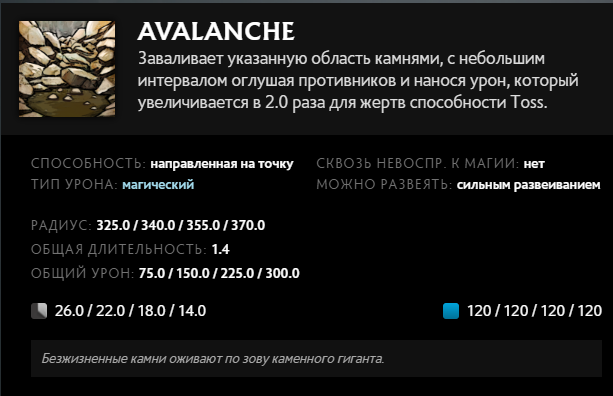 AVALANCHE
Заваливает указанную область камнями, с небольшим
интервалом оглушая противников и нанося урон, который
увеличивается в 2.0 раза для жертв способности Toss.
СПОСОБНОСТЬ: направленная на точку
СКВОЗЬ НЕВОСПР. К МАГИИ: нет
ТИП УРОНА: магический
МОЖНО РАЗВЕЯТЬ: сильным развеиванием
РАДИУС: 325.0 / 340.0 / 355.0 / 370.0
ОБЩАЯ ДЛИТЕЛЬНОСТЬ: 1.4
ОБЩИЙ УРОН: 75.0 / 150.0 / 225.0 / 300.0
26.0 / 22.0 / 18.0 / 14.0
120 / 120 / 120 / 120
Безжизненные камни оживают по зову каменного гиганта.